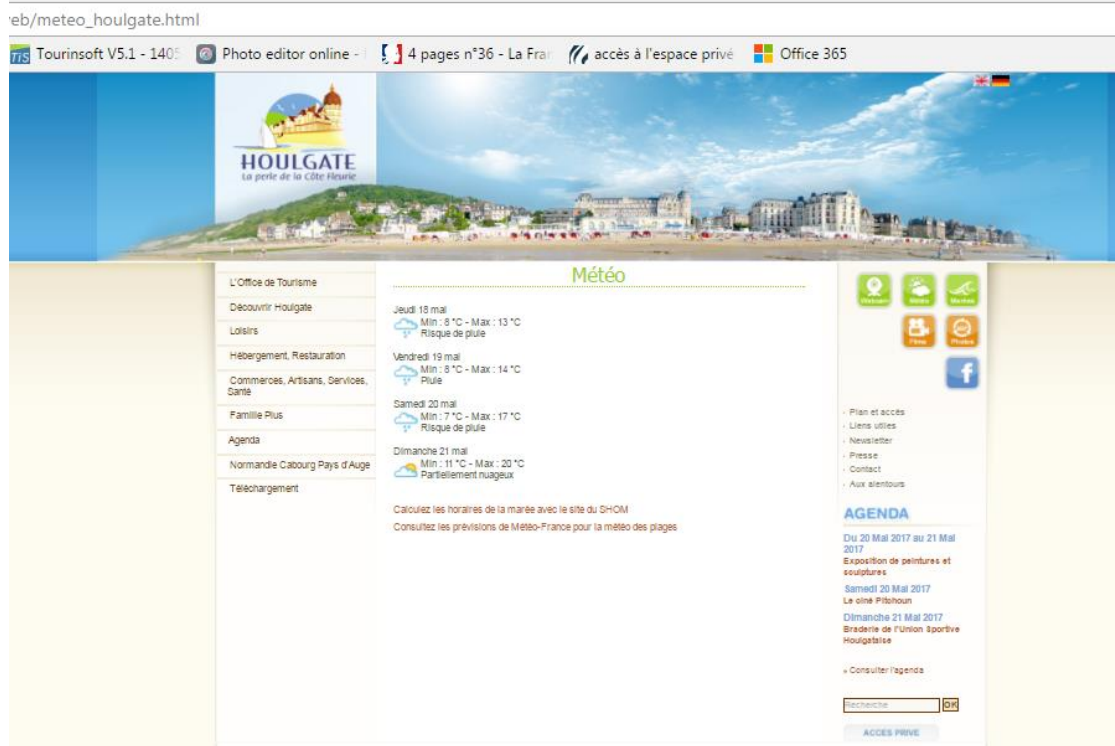 eb/meteo_houlgate.html
Tourinsoft V5.1 - 140
Photo editor online -
4 pages n°36 - La Fran
accès à l'espace privé
Office 365
HOULGATE
La perle de la Côte Fleurie
L'Office de Tourisme
Découvrir Houlgate
Loisirs
Hébergement, Restauration
Commerces, Artisans, Services,
Santé
Famille Plus
Agenda
Normandie Cabourg Pays d'Auge
Téléchargement
Météo
Jeudi 18 mai
Min : 8 °C - Max : 13 °C
Risque de pluie
Vendredi 19 mai
Min : 8 °C - Max : 14 °C
Pluie
Samedi 20 mai
Min : 7 °C - Max : 17 °C
Risque de pluie
Dimanche 21 mai
Min : 11 °C - Max : 20 °C
Partiellement nuageux
Calculez les horaires de la marée avec le site du SHOM
Consultez les prévisions de Météo-France pour la météo des plages
Webcam
Météo
Marées
Films
Photos
Plan et accès
Liens utiles
Newsletter
Presse
Contact
Aux alentours
AGENDA
Du 20 Mai 2017 au 21 Mai
2017
Exposition de peintures et
sculptures
Samedi 20 Mai 2017
Le ciné Pitchoun
Dimanche 21 Mai 2017
Braderie de l'Union Sportive
Houlgataise
Consulter l'agenda
Recherche
OK
ACCES PRIVE